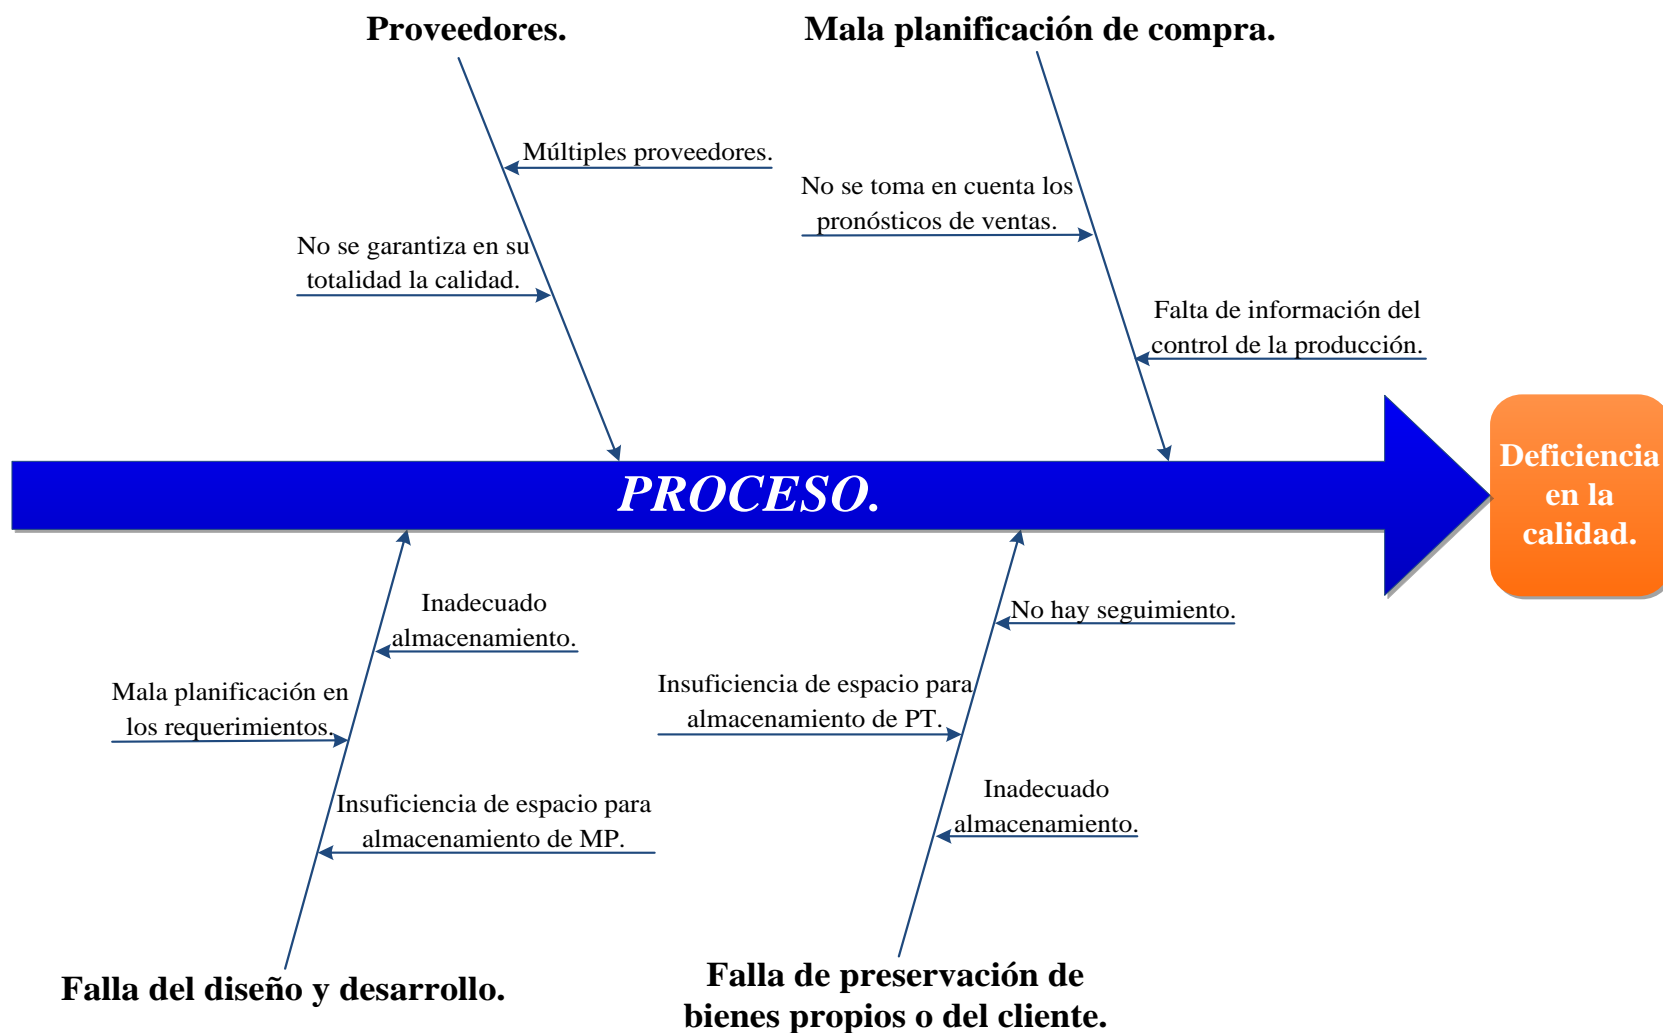 Proveedores.
Mala planificación de compra.
Múltiples proveedores.
No se toma en cuenta los
pronósticos de ventas.
No se garantiza en su
totalidad la calidad.
Falta de información del
control de la producción.
PROCESO.
Deficiencia
en la
calidad.
Inadecuado
almacenamiento.
No hay seguimiento.
Mala planificación en
los requerimientos.
Insuficiencia de espacio para
almacenamiento de PT.
Insuficiencia de espacio para
almacenamiento de MP.
Inadecuado
almacenamiento.
Falla del diseño y desarrollo.
Falla de preservación de
bienes propios o del cliente.